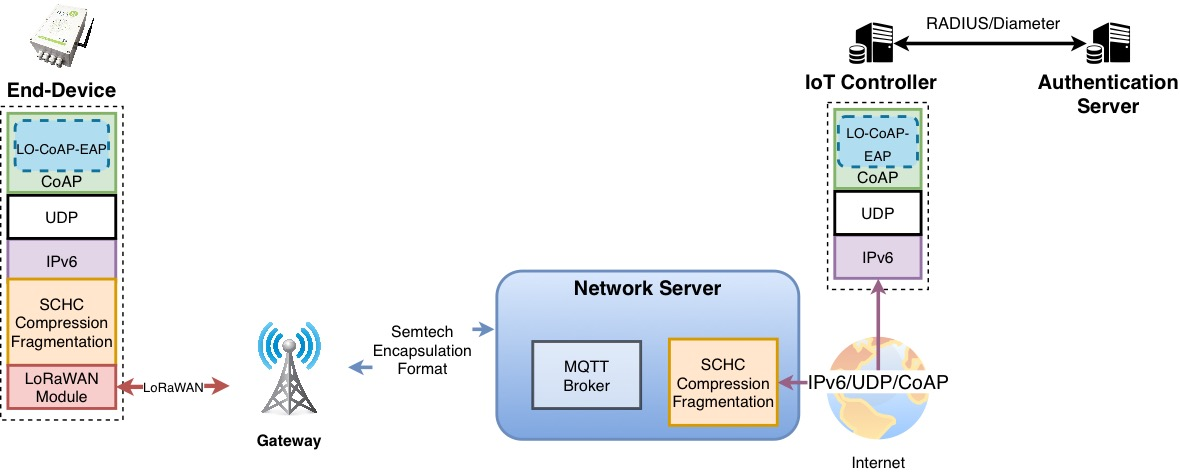 RADIUS/Diameter
End-Device
IoT Controller
Authentication
Server
LO-CoAP-EAP
CoAP
UDP
IPv6
SCHC
Compression
Fragmentation
LoRaWAN
Module
LoRaWAN
Gateway
Semtech
Encapsulation
Format
Network Server
MQTT
Broker
SCHC
Compression
Fragmentation
LO-CoAP-
EAP
CoAP
UDP
IPv6
IPv6/UDP/CoAP
Internet